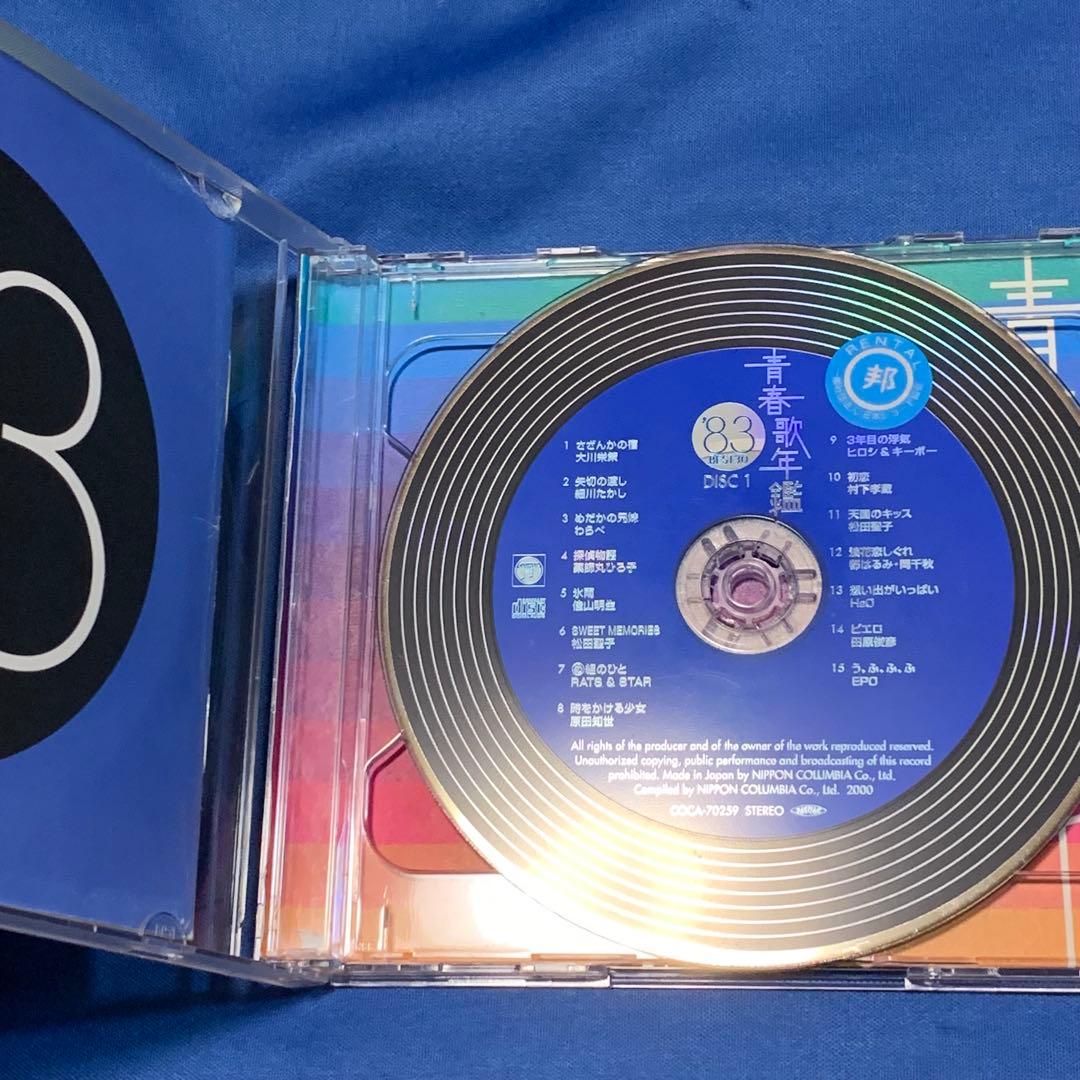 3
青
RENTAL
邦
青春歌年鑑
'83
BEST30
DISC 1
1 さざんかの宿
大川栄策
2 矢切の渡し
細川たかし
3 めだかの兄妹
わらべ
4 探偵物語
薬師丸ひろ子
5 氷雨
佳山明生
6 SWEET MEMORIES
松田聖子
7 め組のひと
RATS & STAR
8 時をかける少女
原田知世
9 3年目の浮気
ヒロシ&キーボー
10 初恋
村下孝蔵
11 天国のキッス
松田聖子
12 浪花恋しぐれ
都はるみ・岡千秋
13 想い出がいっぱい
H2O
14 ピエロ
田原俊彦
15 う、ふ、ふ、ふ
EPO
All rights of the producer and of the owner of the work reproduced reserved.
Unauthorized copying, public performance and broadcasting of this record
prohibited. Made in Japan by NIPPON COLUMBIA Co., Ltd.
Compiled by NIPPON COLUMBIA Co., Ltd. 2000
COCA-70259 STEREO